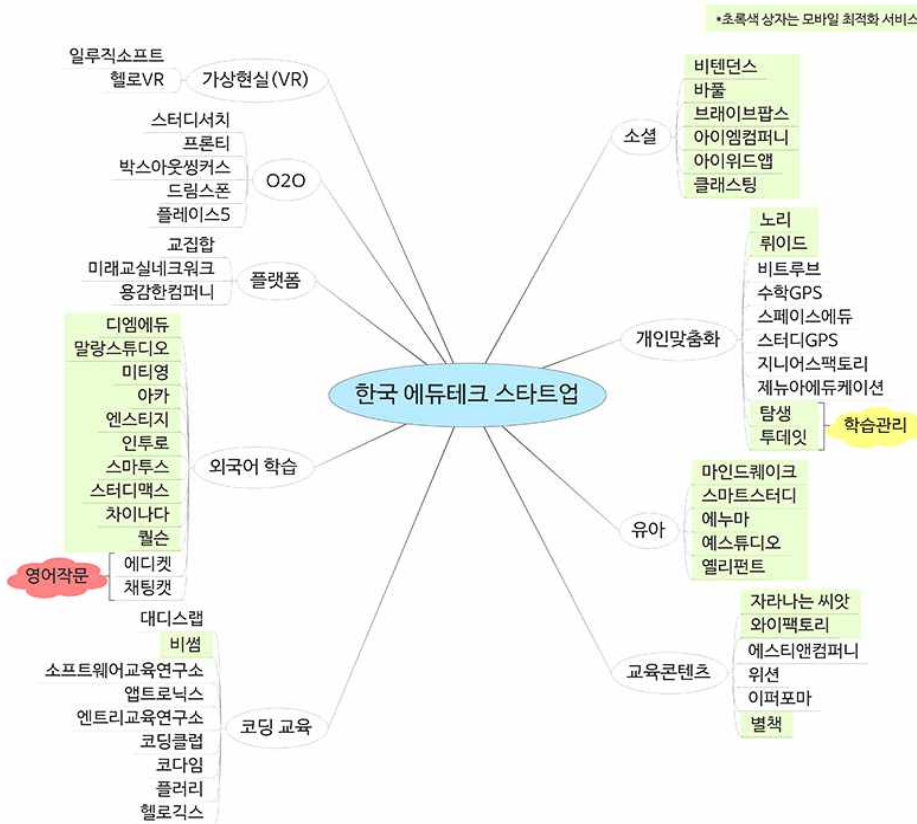 *초록색 상자는 모바일 최적화 서비스
일루직소프트
헬로VR
가상현실(VR)
스터디서치
프론티
박스아웃씽커스
드림스폰
플레이스5
O2O
교집합
미래교실네크워크
용감한컴퍼니
플랫폼
디엠에듀
말랑스튜디오
미티영
아카
엔스티지
인투로
스마투스
스터디맥스
차이나다
퀄슨
에디켓
채팅캣
외국어 학습
영어작문
대디스랩
비썸
소프트웨어교육연구소
앱트로닉스
엔트리교육연구소
코딩클럽
코다임
플러리
헬로긱스
코딩 교육
한국 에듀테크 스타트업
소셜
비텐던스
바풀
브래이브팝스
아이엠컴퍼니
아이위드앱
클래스팅
개인맞춤화
노리
뤼이드
비트루브
수학GPS
스페이스에듀
스터디GPS
지니어스팩토리
제뉴아에듀케이션
탐생
투데잇
학습관리
유아
마인드퀘이크
스마트스터디
에누마
예스튜디오
옐리펀트
교육콘텐츠
자라나는 씨앗
와이팩토리
에스티앤컴퍼니
위션
이퍼포마
별책